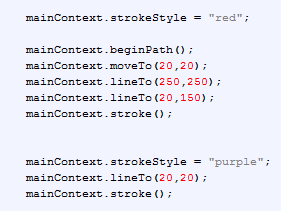 mainContext.strokeStyle = "red";
mainContext.beginPath();
mainContext.moveTo(20,20);
mainContext.lineTo(250,250);
mainContext.lineTo(20,150);
mainContext.stroke();
mainContext.strokeStyle = "purple";
mainContext.lineTo(20,20);
mainContext.stroke();